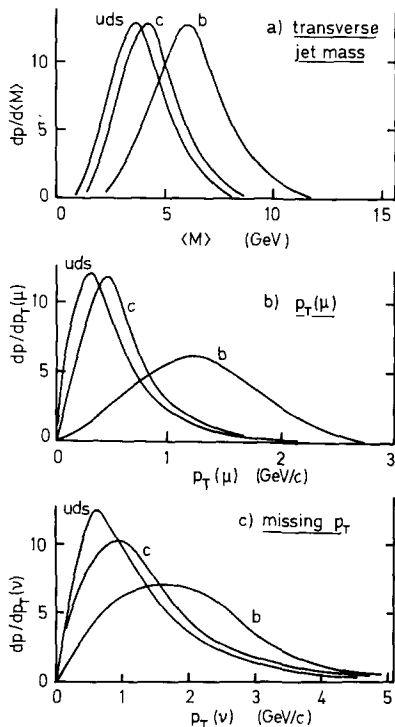 uds
c
b
a) transverse
jet mass
dp/d⟨M⟩
10
5
0
0
5
10
15
⟨M⟩ (GeV)
uds
c
b
b) p_T(μ)
dp/dp_T(μ)
10
5
0
0
1
2
3
p_T(μ) (GeV/c)
uds
c
b
c) missing p_T
dp/dp_T(ν)
10
5
0
0
1
2
3
4
5
p_T(ν) (GeV/c)